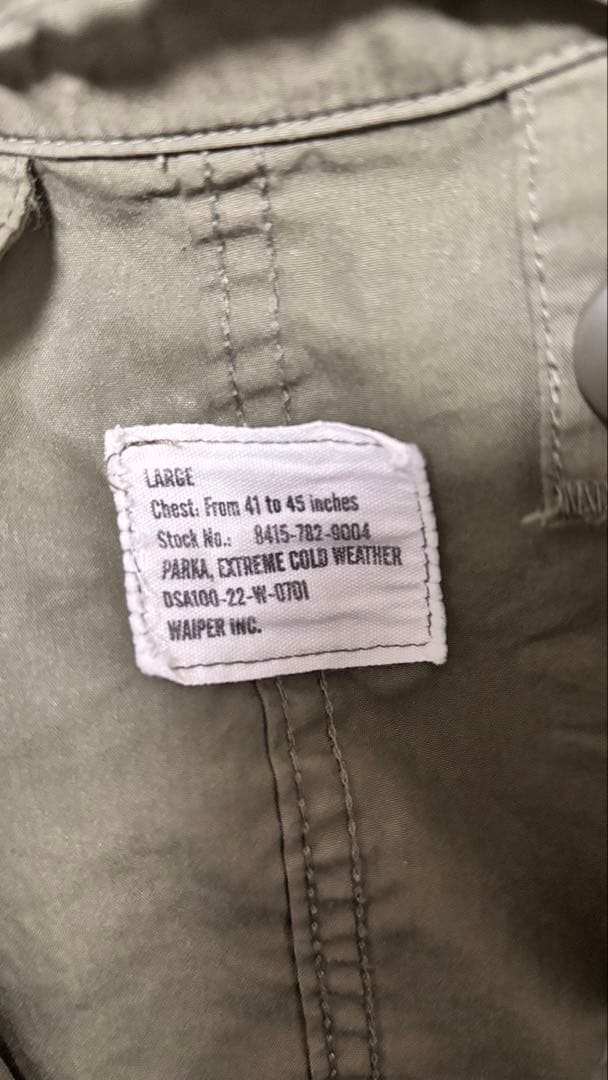 LARGE
Chest: From 41 to 45 inches
Stock No.: 8415-782-9004
PARKA, EXTREME COLD WEATHER
DSA100-22-W-0701
WAIPER INC.